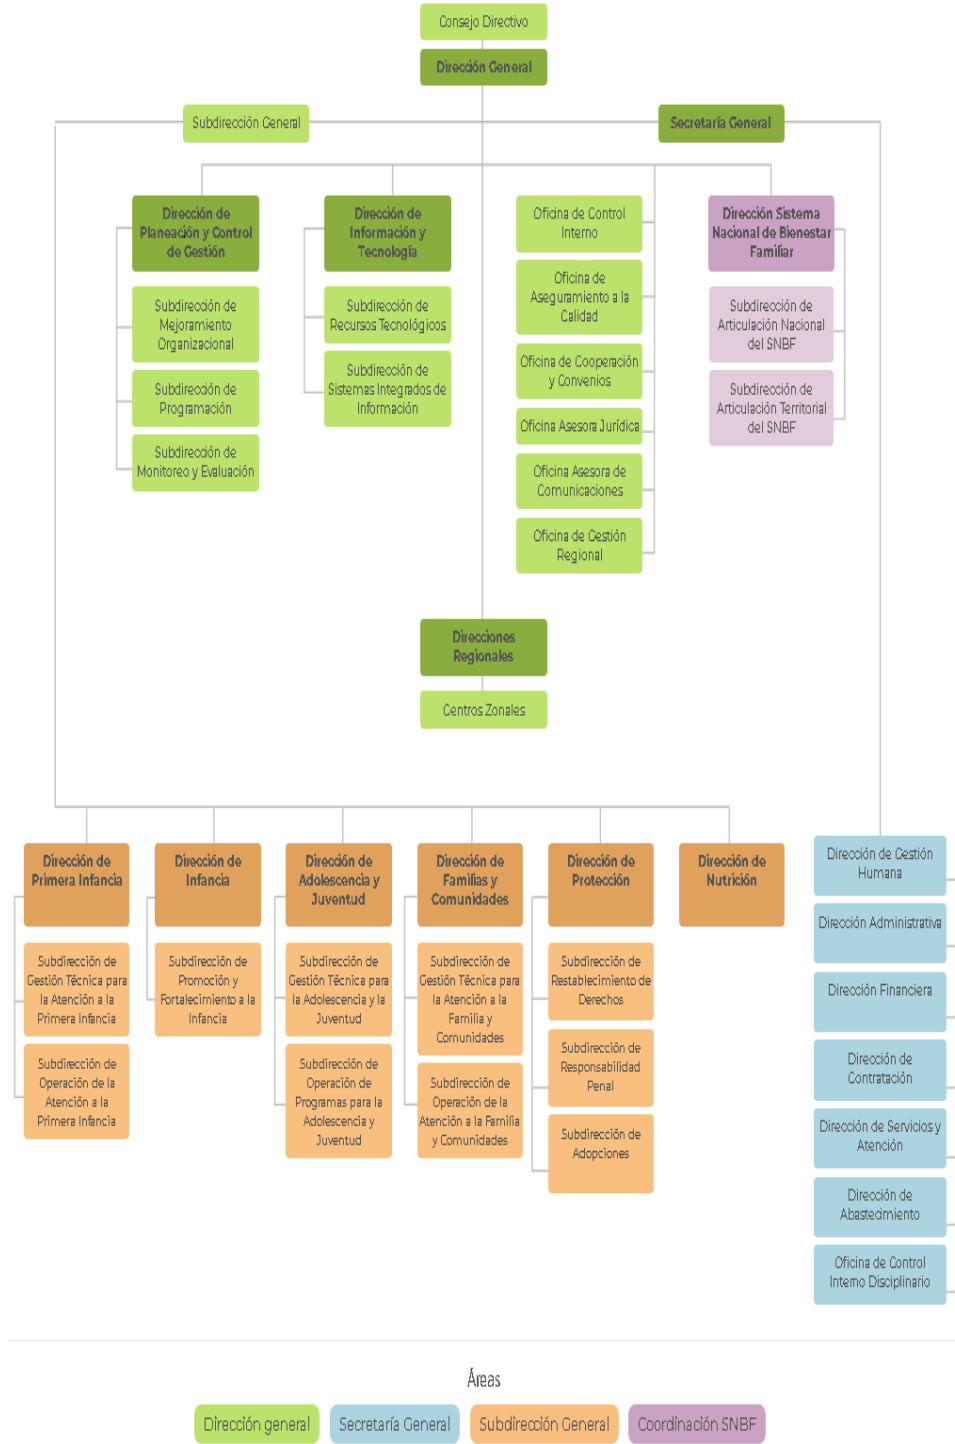 Consejo Directivo
Dirección General
Subdirección General
Secretaría General
Dirección de
Planeación y Control
de Gestión
Subdirección de
Mejoramiento
Organizacional
Subdirección de
Programación
Subdirección de
Monitoreo y Evaluación
Dirección de
Información y
Tecnología
Subdirección de
Recursos Tecnológicos
Subdirección de
Sistemas Integrados de
Información
Oficina de Control
Interno
Oficina de
Aseguramiento a la
Calidad
Oficina de Cooperación
y Convenios
Oficina Asesora Jurídica
Oficina Asesora de
Comunicaciones
Oficina de Gestión
Regional
Dirección Sistema
Nacional de Bienestar
Familiar
Subdirección de
Articulación Nacional
del SNBF
Subdirección de
Articulación Territorial
del SNBF
Direcciones
Regionales
Centros Zonales
Dirección de
Primera Infancia
Subdirección de
Gestión Técnica para
la Atención a la
Primera Infancia
Subdirección de
Operación de la
Atención a la
Primera Infancia
Dirección de
Infancia
Subdirección de
Promoción y
Fortalecimiento a la
Infancia
Dirección de
Adolescencia y
Juventud
Subdirección de
Gestión Técnica para
la Adolescencia y la
Juventud
Subdirección de
Operación de
Programas para la
Adolescencia y
Juventud
Dirección de
Familias y
Comunidades
Subdirección de
Gestión Técnica para
la Atención a la
Familia y
Comunidades
Subdirección de
Operación de la
Atención a la Familia
y Comunidades
Dirección de
Protección
Subdirección de
Restablecimiento de
Derechos
Subdirección de
Responsabilidad
Penal
Subdirección de
Adopciones
Dirección de
Nutrición
Dirección de Gestión
Humana
Dirección Administrativa
Dirección Financiera
Dirección de
Contratación
Dirección de Servicios y
Atención
Dirección de
Abastecimiento
Oficina de Control
Interno Disciplinario
Áreas
Dirección general
Secretaría General
Subdirección General
Coordinación SNBF